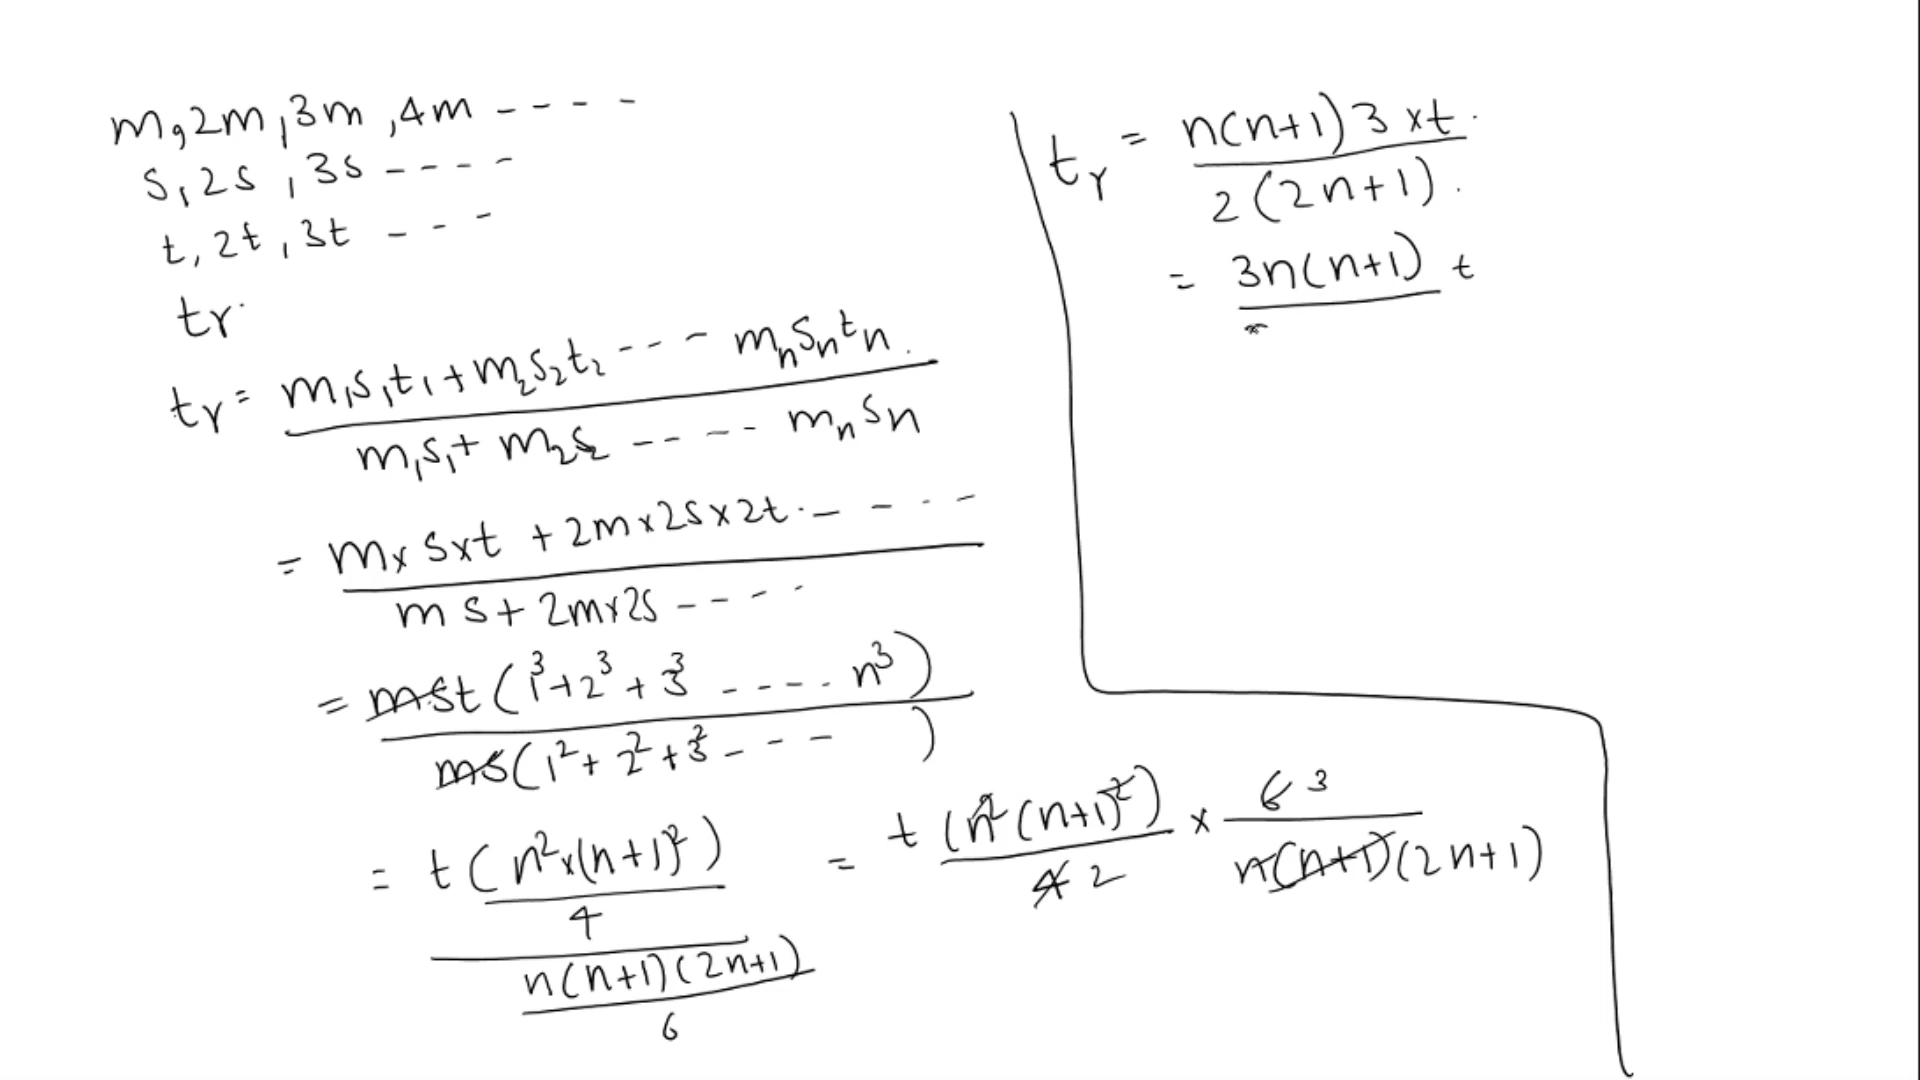 m, 2m, 3m, 4m ----
s, 2s, 3s ----
t, 2t, 3t ---
tr
tr = m₁s₁t₁ + m₂s₂t₂ --- mₙsₙtₙ
m₁s₁ + m₂s₂ ----- mₙsₙ
= m x s x t + 2m x 2s x 2t ----
ms + 2m x 2s ----
= mst (1³ + 2³ + 3³ ---- n³)
ms (1² + 2² + 3² --- )
= t (n² x (n+1)²)
4
n(n+1)(2n+1)
6
= t (n² (n+1)²) x 6 3
4 2 n(n+1)(2n+1)
tr = n(n+1) 3 x t
2(2n+1)
= 3n(n+1) t